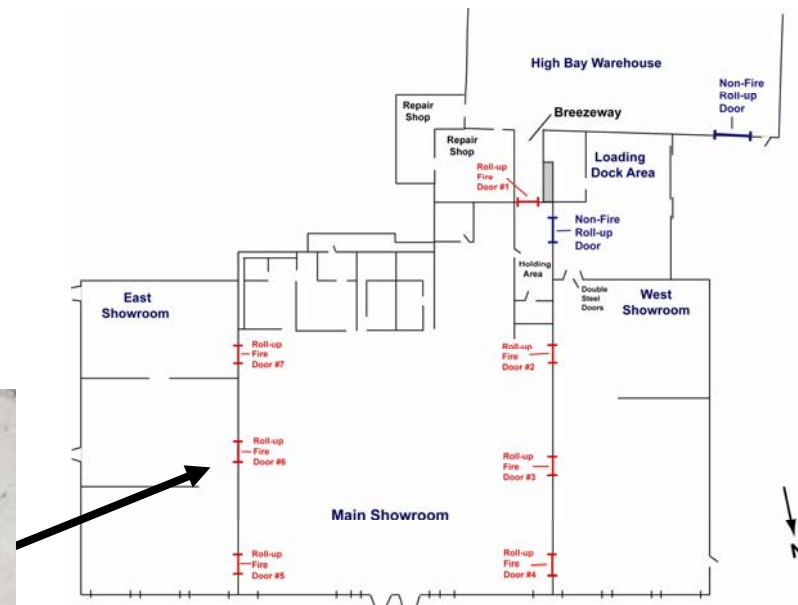 High Bay Warehouse
Non-Fire
Roll-up
Door
Repair
Shop
Breezeway
Repair
Shop
Loading
Dock Area
Roll-up
Fire
Door #1
Non-Fire
Roll-up
Door
Holding
Area
Double
Steel
Doors
East
Showroom
West
Showroom
Roll-up
Fire
Door #7
Roll-up
Fire
Door #2
Roll-up
Fire
Door #6
Roll-up
Fire
Door #3
Main Showroom
Roll-up
Fire
Door #5
Roll-up
Fire
Door #4
N